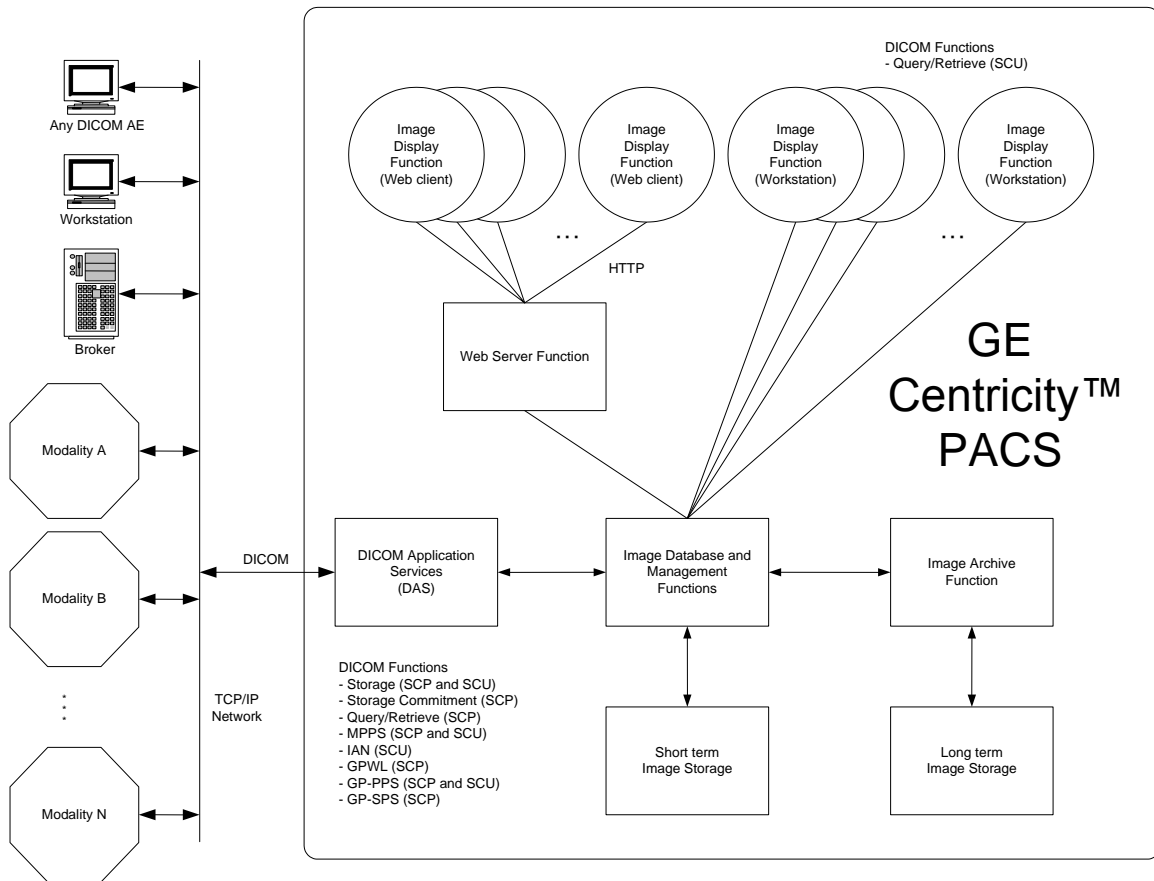 Any DICOM AE
Workstation
Broker
Modality A
Modality B
*
*
*
Modality N
TCP/IP
Network
DICOM
DICOM Functions
- Query/Retrieve (SCU)
Image
Display
Function
(Web client)
...
Image
Display
Function
(Web client)
Image
Display
Function
(Workstation)
...
Image
Display
Function
(Workstation)
HTTP
Web Server Function
GE
Centricity™
PACS
DICOM Application
Services
(DAS)
Image Database and
Management
Functions
Image Archive
Function
DICOM Functions
- Storage (SCP and SCU)
- Storage Commitment (SCP)
- Query/Retrieve (SCP)
- MPPS (SCP and SCU)
- IAN (SCU)
- GPWL (SCP)
- GP-PPS (SCP and SCU)
- GP-SPS (SCP)
Short term
Image Storage
Long term
Image Storage